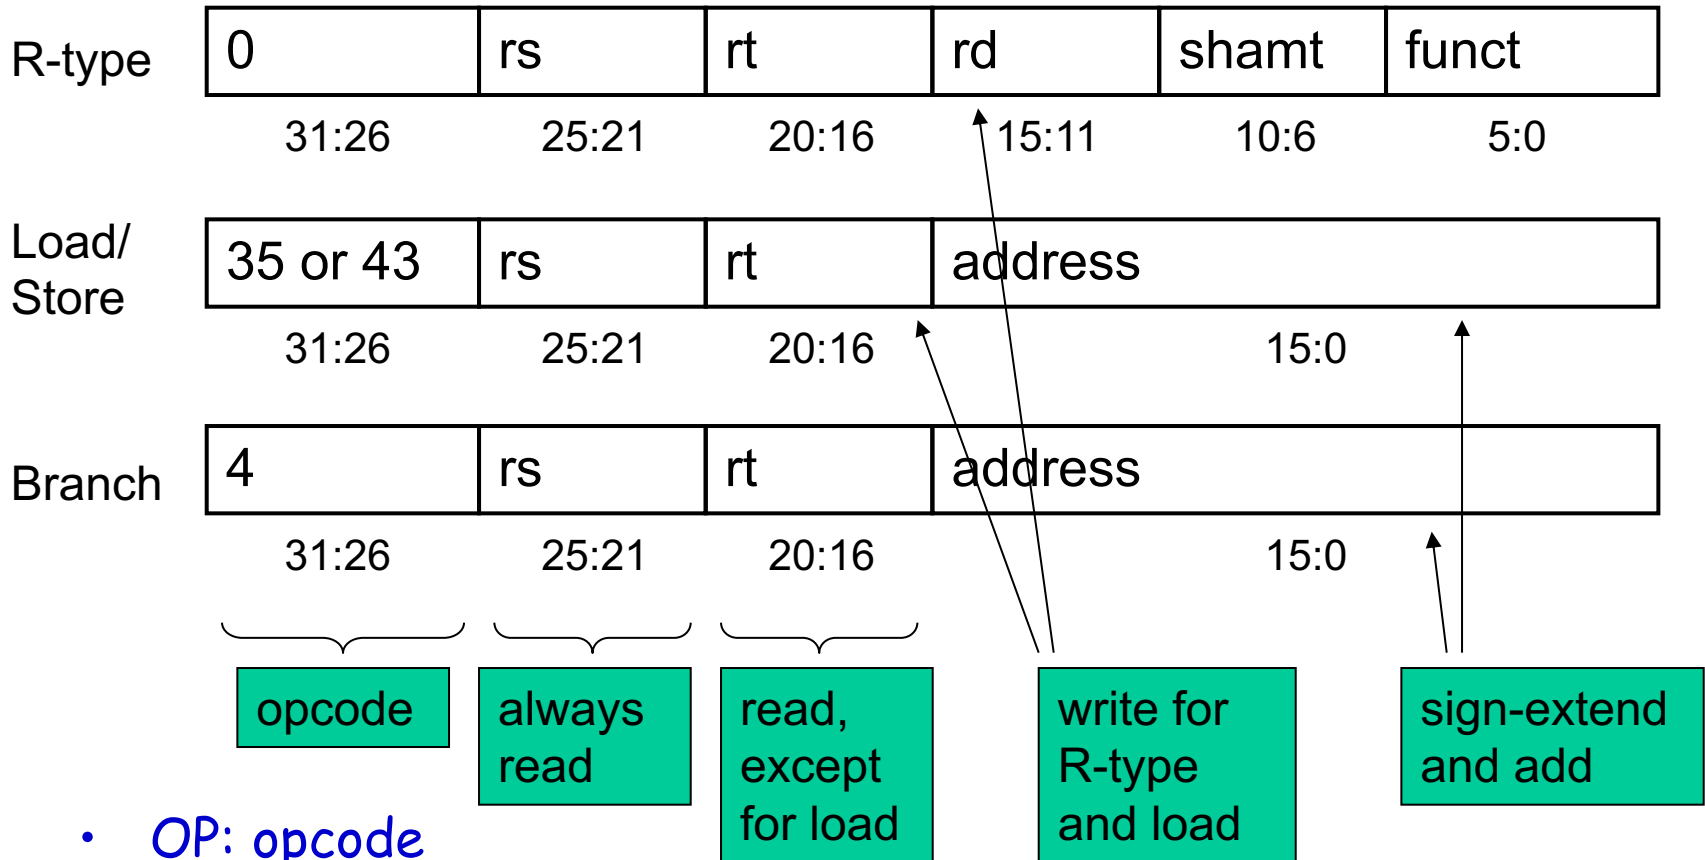 R-type 0 rs rt rd shamt funct
31:26 25:21 20:16 15:11 10:6 5:0
Load/
Store
35 or 43 rs rt address
31:26 25:21 20:16 15:0
Branch 4 rs rt address
31:26 25:21 20:16 15:0
opcode
always
read
read,
except
for load
write for
R-type
and load
sign-extend
and add
• OP: opcode